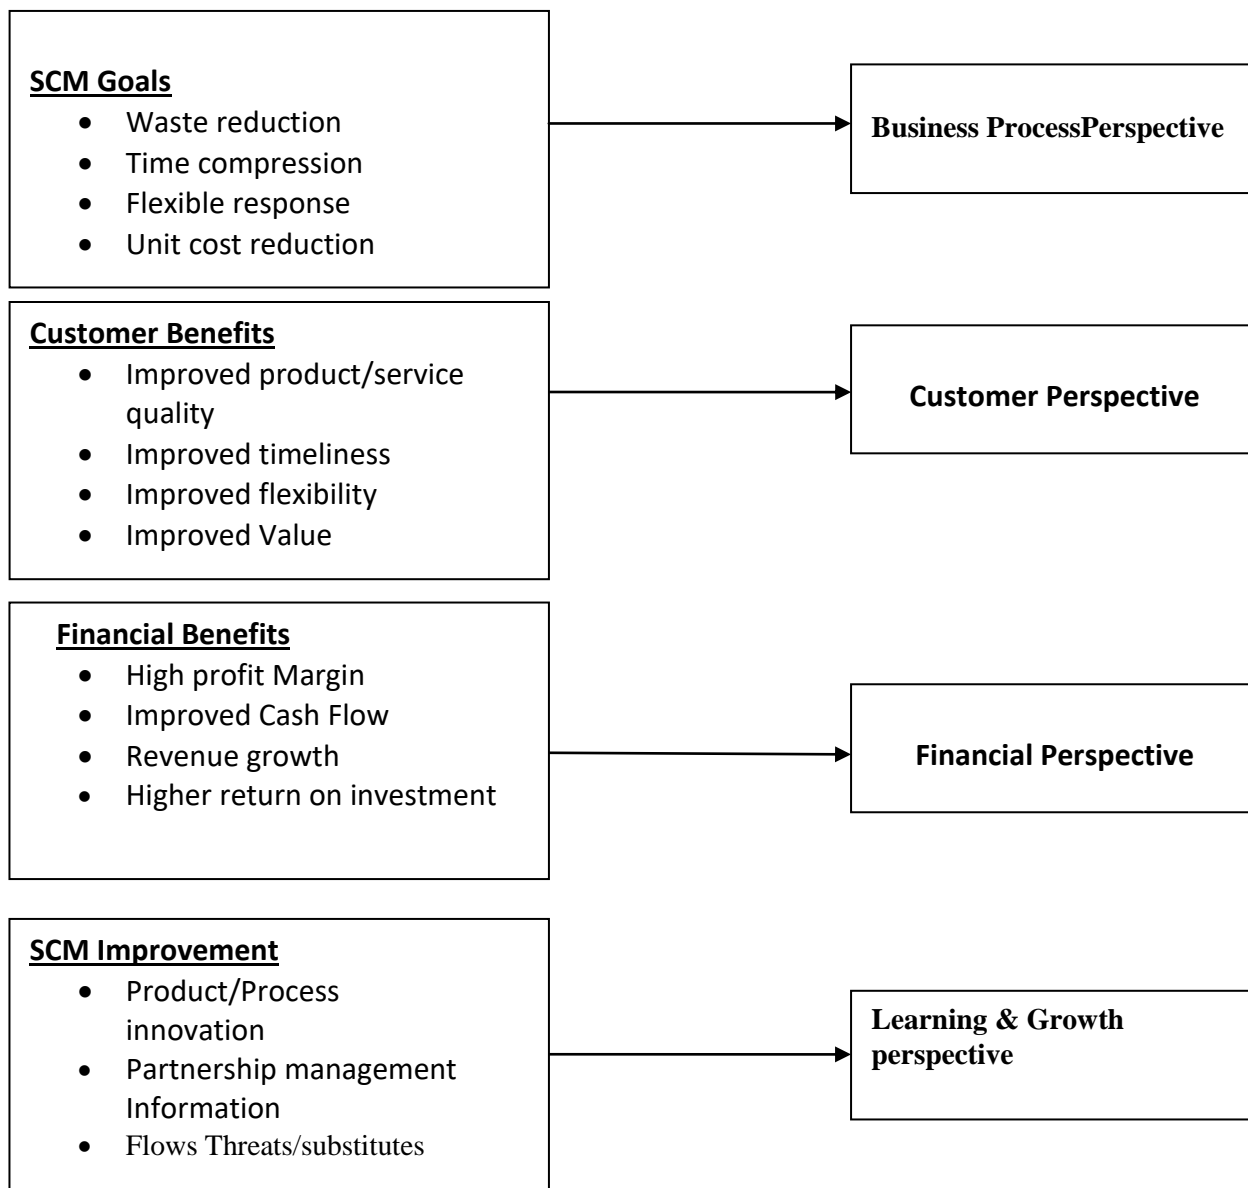 SCM Goals
• Waste reduction
• Time compression
• Flexible response
• Unit cost reduction
Business ProcessPerspective
Customer Benefits
• Improved product/service
quality
• Improved timeliness
• Improved flexibility
• Improved Value
Customer Perspective
Financial Benefits
• High profit Margin
• Improved Cash Flow
• Revenue growth
• Higher return on investment
Financial Perspective
SCM Improvement
• Product/Process
innovation
• Partnership management
Information
• Flows Threats/substitutes
Learning & Growth
perspective